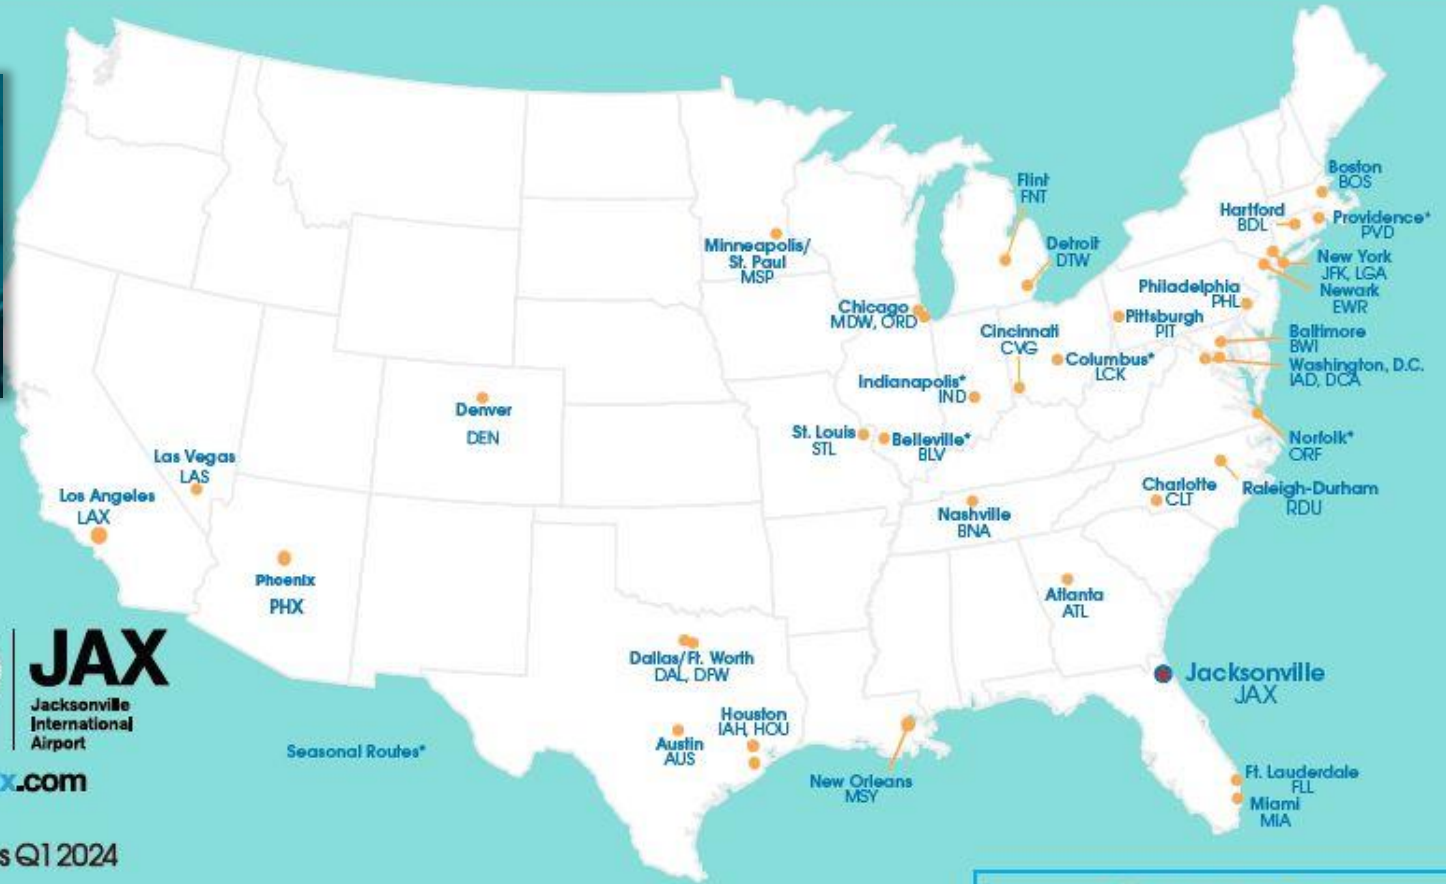 Boston
BOS
Flint
FNT
Hartford
BDL
Providence*
PVD
Detroit
DTW
Minneapolis/
St. Paul
MSP
New York
JFK, LGA
Newark
EWR
Philadelphia
PHL
Chicago
MDW, ORD
Pittsburgh
PIT
Cincinnati
CVG
Baltimore
BWI
Columbus*
LCK
Washington, D.C.
IAD, DCA
Indianapolis*
IND
Denver
DEN
St. Louis
STL
Belleville*
BLV
Norfolk*
ORF
Las Vegas
LAS
Charlotte
CLT
Raleigh-Durham
RDU
Los Angeles
LAX
Nashville
BNA
Phoenix
PHX
Atlanta
ATL
Dallas/Ft. Worth
DAL, DFW
Jacksonville
JAX
JAX
Jacksonville
International
Airport
Houston
IAH, HOU
Austin
AUS
Seasonal Routes*
New Orleans
MSY
Ft. Lauderdale
FLL
Miami
MIA
x.com
s Q1 2024